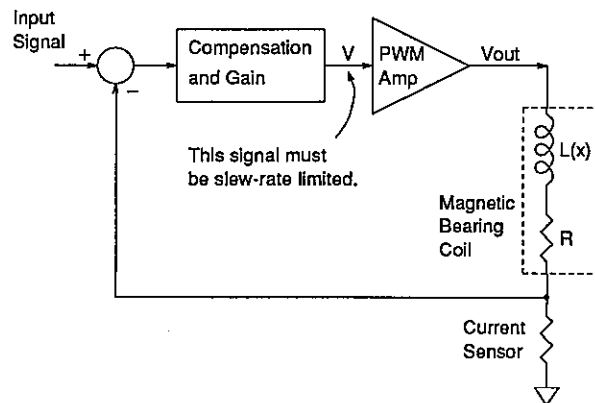 Input
Signal
+
−
Compensation
and Gain
V
PWM
Amp
Vout
This signal must
be slew-rate limited.
L(x)
Magnetic
Bearing
Coil
R
Current
Sensor